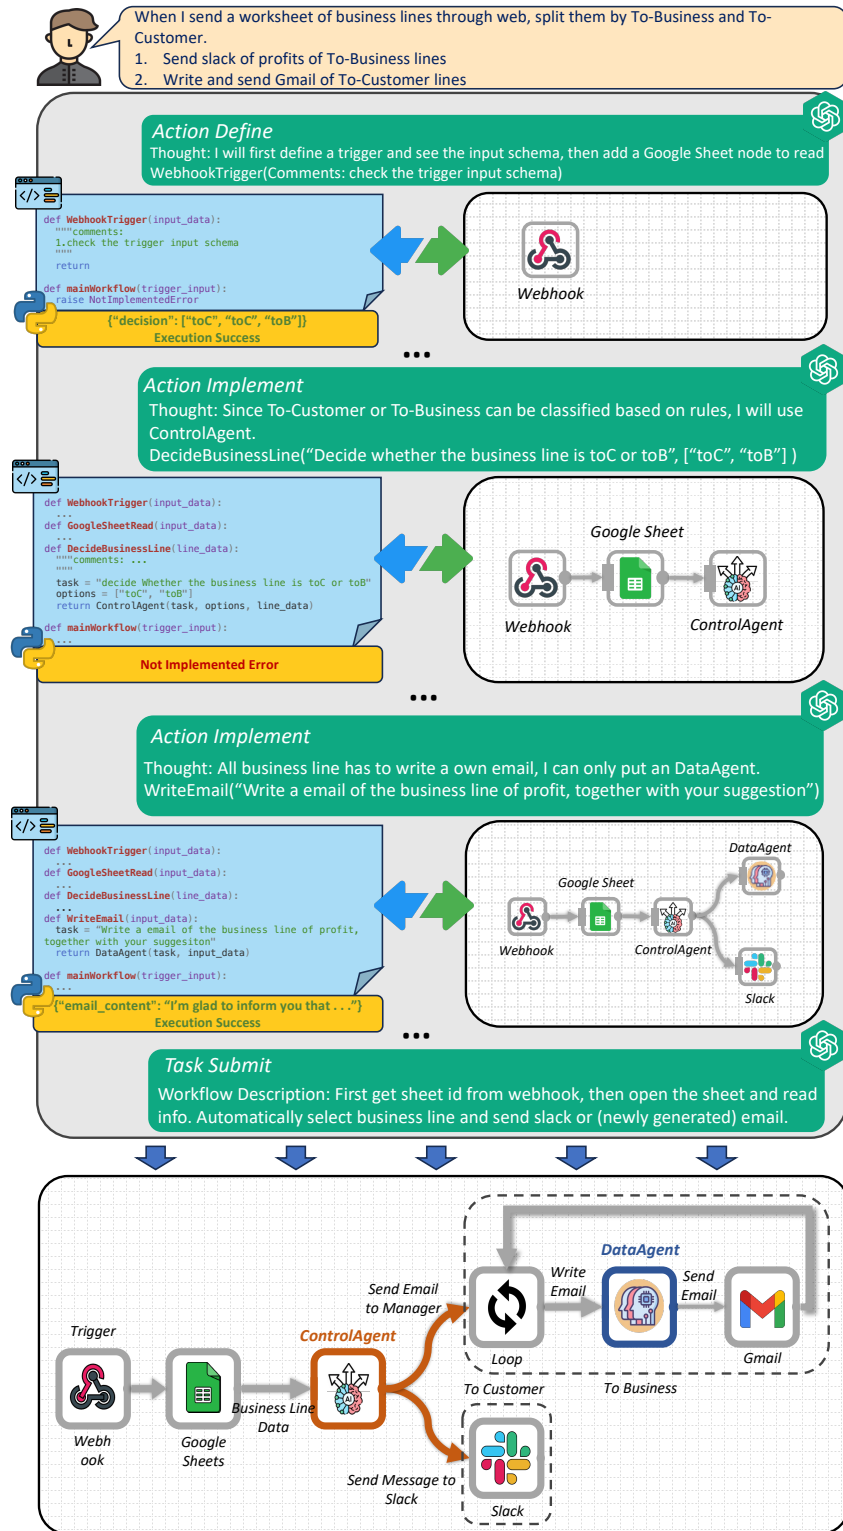 When I send a worksheet of business lines through web, split them by To-Business and To-
Customer.
1. Send slack of profits of To-Business lines
2. Write and send Gmail of To-Customer lines
Action Define
Thought: I will first define a trigger and see the input schema, then add a Google Sheet node to read
WebhookTrigger(Comments: check the trigger input schema)
def WebhookTrigger(input_data):
"""comments:
1.check the trigger input schema
"""
return
def mainWorkflow(trigger_input):
raise NotImplementedError
{"decision": ["toC", "toC", "toB"]}
Execution Success
Webhook
...
Action Implement
Thought: Since To-Customer or To-Business can be classified based on rules, I will use
ControlAgent.
DecideBusinessLine("Decide whether the business line is toC or toB", ["toC", "toB"] )
def WebhookTrigger(input_data):
...
def GoogleSheetRead(input_data):
...
def DecideBusinessLine(line_data):
"""comments: ...
"""
task = "decide Whether the business line is toC or toB"
options = ["toC", "toB"]
return ControlAgent(task, options, line_data)
def mainWorkflow(trigger_input):
...
Not Implemented Error
Google Sheet
Webhook
ControlAgent
...
Action Implement
Thought: All business line has to write a own email, I can only put an DataAgent.
WriteEmail("Write a email of the business line of profit, together with your suggestion")
def WebhookTrigger(input_data):
...
def GoogleSheetRead(input_data):
...
def DecideBusinessLine(line_data):
...
def WriteEmail(input_data):
task = "Write a email of the business line of profit,
together with your suggesiton"
return DataAgent(task, input_data)
def mainWorkflow(trigger_input):
...
{"email_content": "I'm glad to inform you that . . ."}
Execution Success
DataAgent
Google Sheet
Webhook
ControlAgent
Slack
...
Task Submit
Workflow Description: First get sheet id from webhook, then open the sheet and read
info. Automatically select business line and send slack or (newly generated) email.
DataAgent
Write
Email
Send
Email
Send Email
to Manager
Trigger
ControlAgent
Loop
Gmail
To Customer
To Business
Business Line
Data
Webh
ook
Google
Sheets
Send Message to
Slack
Slack